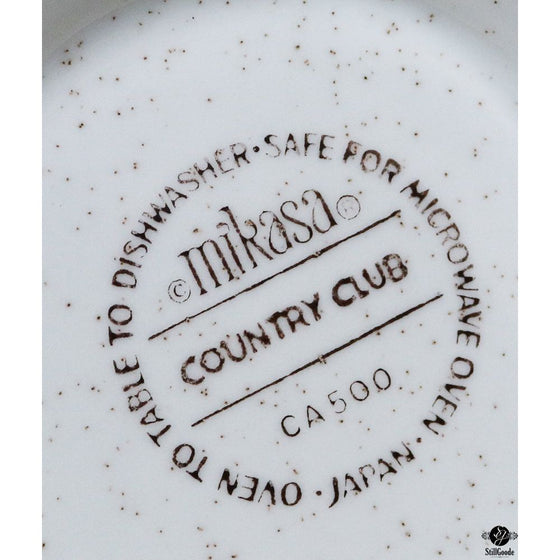 OVEN TO TABLE TO DISHWASHER · SAFE FOR MICROWAVE OVEN · JAPAN ·
© mikasa ®
COUNTRY CLUB
CA500
StillGoode